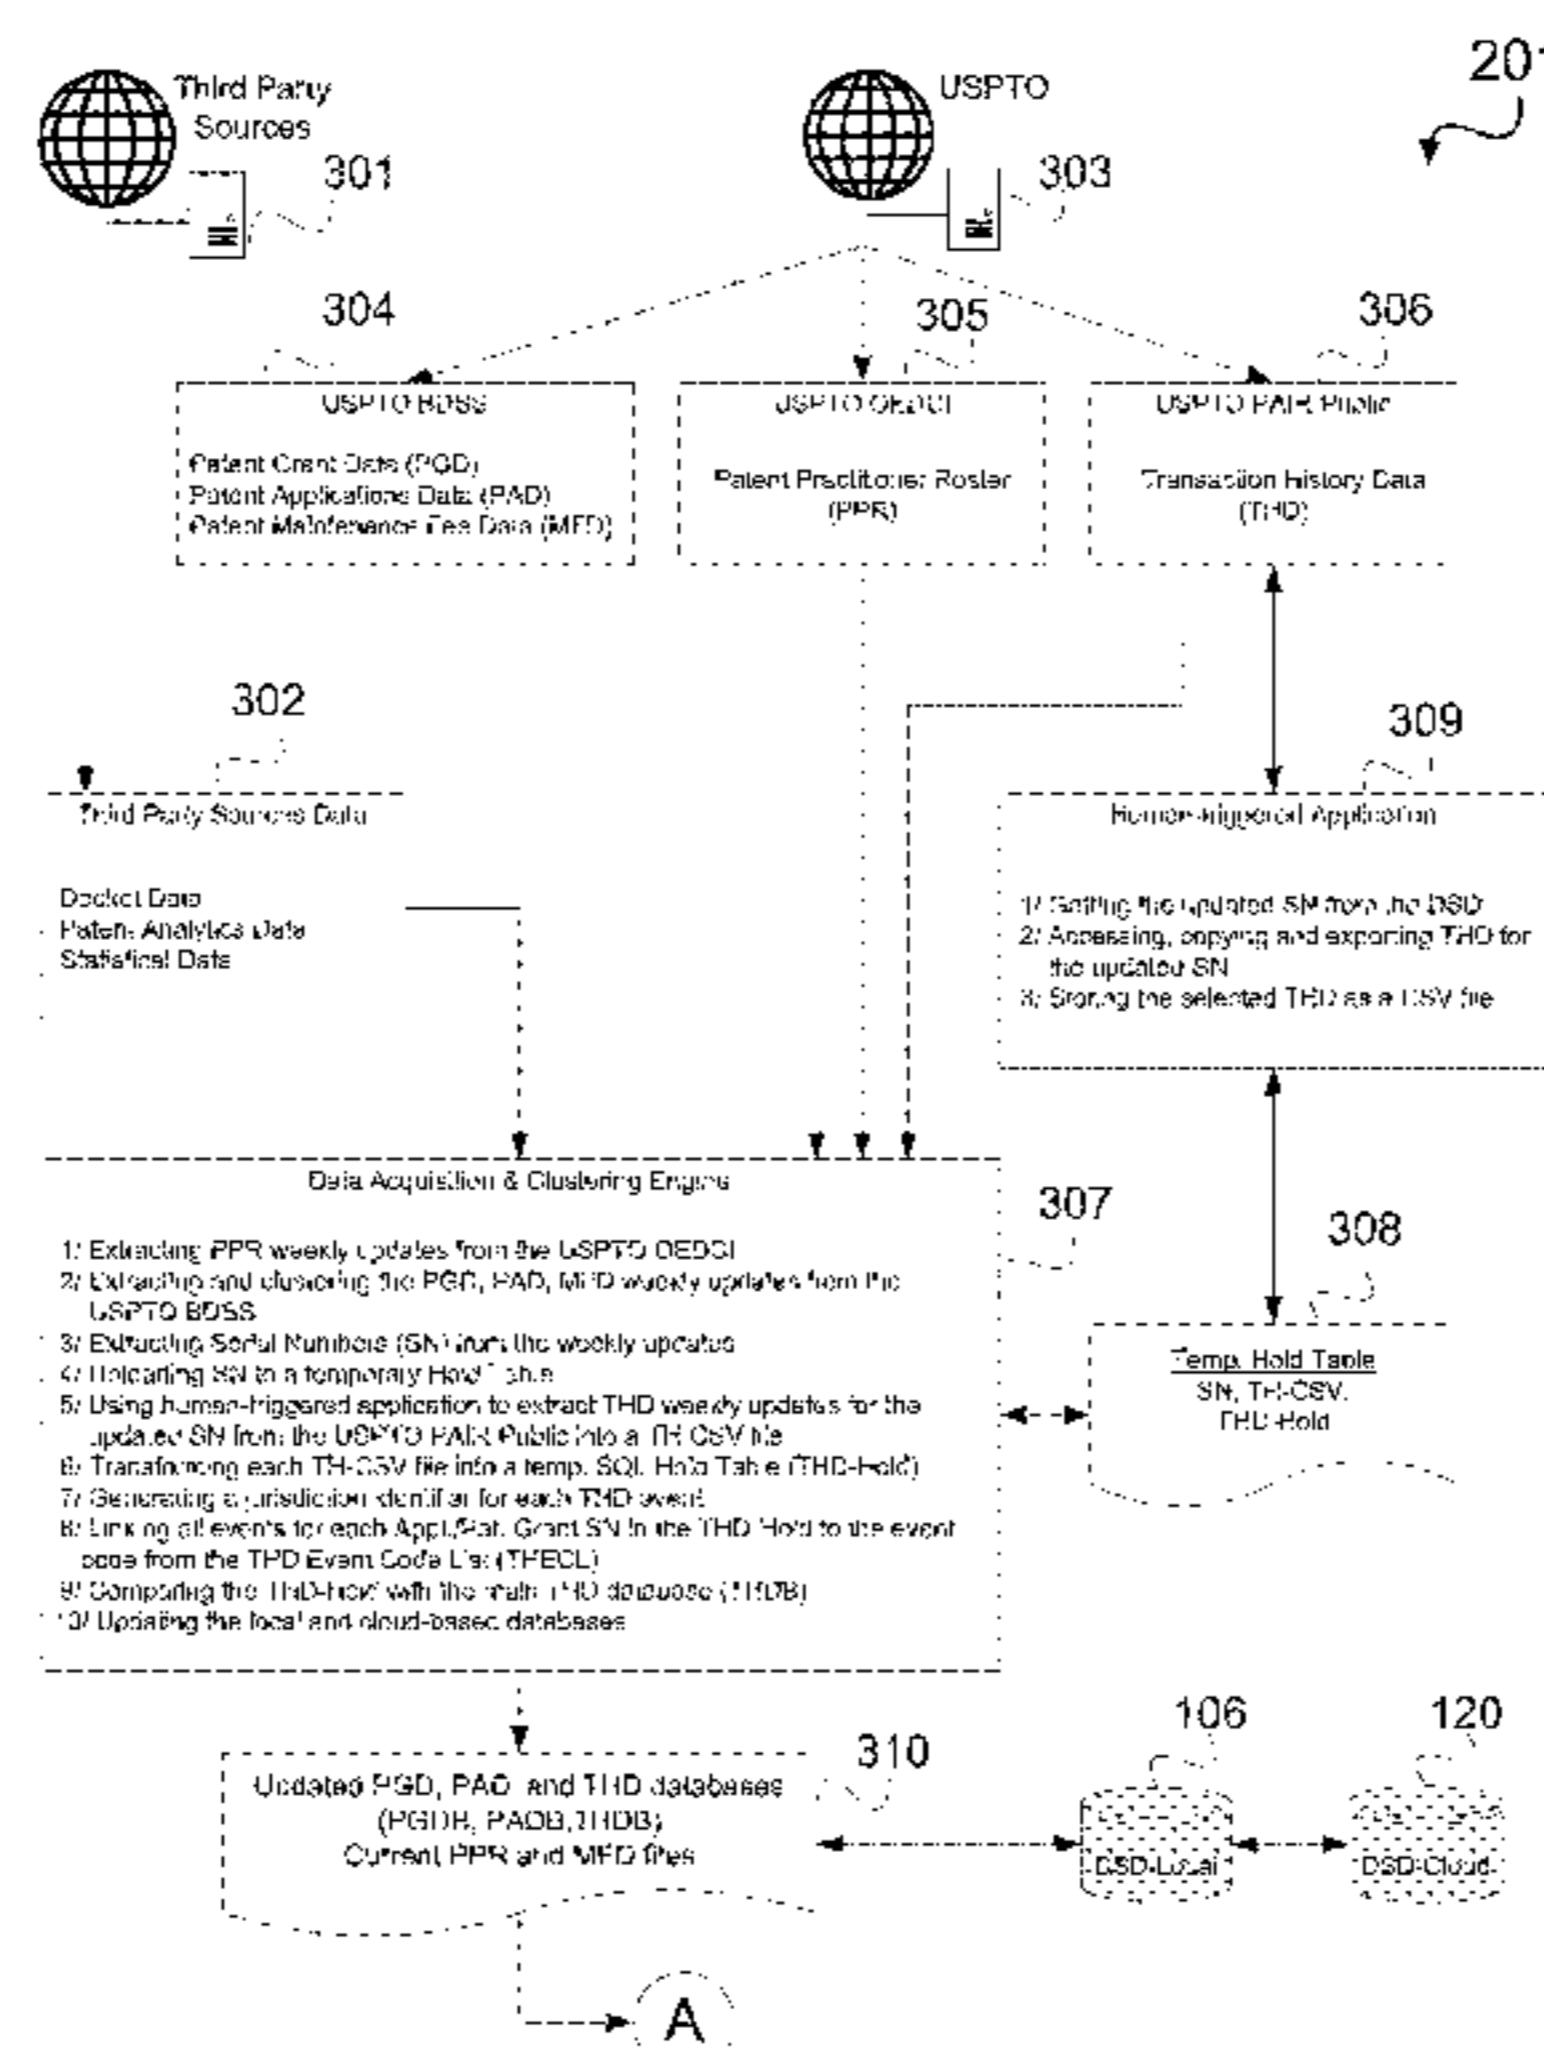 201
Third Party
Sources
USPTO
301
303
304
305
306
USPTO BDSS
USPTO OEDCI
USPTO PAIR Public
Patent Grant Data (PGD)
Patent Applications Data (PAD)
Patent Maintenance Fee Data (MFD)
Patent Practitioner Roster
(PPR)
Transaction History Data
(THD)
302
309
Third Party Sources Data
Docket Data
Patent Analytics Data
Statistical Data
Human-triggered Application
1/ Getting the updated SN from the DSD
2/ Accessing, copying and exporting THD for
the updated SN
3/ Storing the selected THD as a CSV file
Data Acquisition & Clustering Engine
307
308
1/ Extracting PPR weekly updates from the USPTO OEDCI
2/ Extracting and clustering the PGD, PAD, MFD weekly updates from the
USPTO BDSS
3/ Extracting Serial Numbers (SN) from the weekly updates
4/ Uploading SN to a temporary Hold Table
5/ Using human-triggered application to extract THD weekly updates for the
updated SN from the USPTO PAIR Public into a TH-CSV file
6/ Transforming each TH-CSV file into a temp. SQL Hold Table (THD-Hold)
7/ Generating a jurisdiction identifier for each THD event
8/ Linking all events for each Appl./Pat. Grant SN in the THD-Hold to the event
code from the THD Event Code List (THECL)
9/ Comparing the THD-Hold with the main THD database (THDB)
10/ Updating the local and cloud-based databases
Temp. Hold Table
SN, TH-CSV,
THD-Hold
310
106
120
Updated PGD, PAD, and THD databases
(PGDB, PADB,THDB)
Current PPR and MFD files
DSD-Local
DSD-Cloud
A